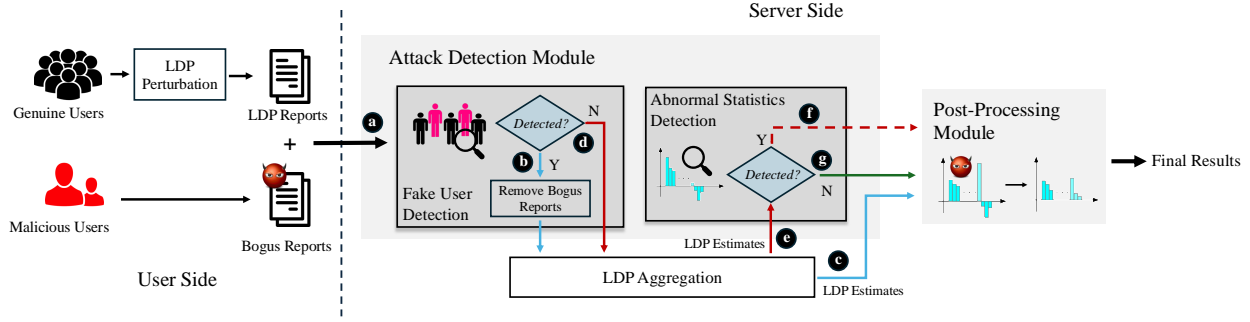 Server Side
Attack Detection Module
LDP
Perturbation
Genuine Users
LDP Reports
+
a
Detected?
N
d
b
Y
Remove Bogus
Reports
Fake User
Detection
Abnormal Statistics
Detection
f
Y
Detected?
g
N
Post-Processing
Module
Final Results
Malicious Users
Bogus Reports
LDP Estimates
e
LDP Aggregation
c
LDP Estimates
User Side